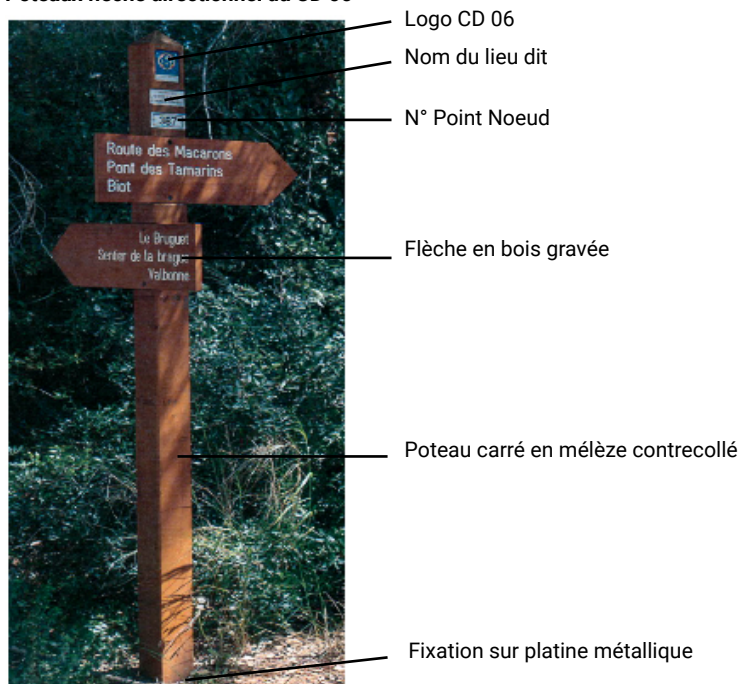 Logo CD 06
Nom du lieu dit
N° Point Noeud
387
Route des Macarons
Pont des Tamarins
Biot
Le Bruguet
Sentier de la brague
Valbonne
Flèche en bois gravée
Poteau carré en mélèze contrecollé
Fixation sur platine métallique